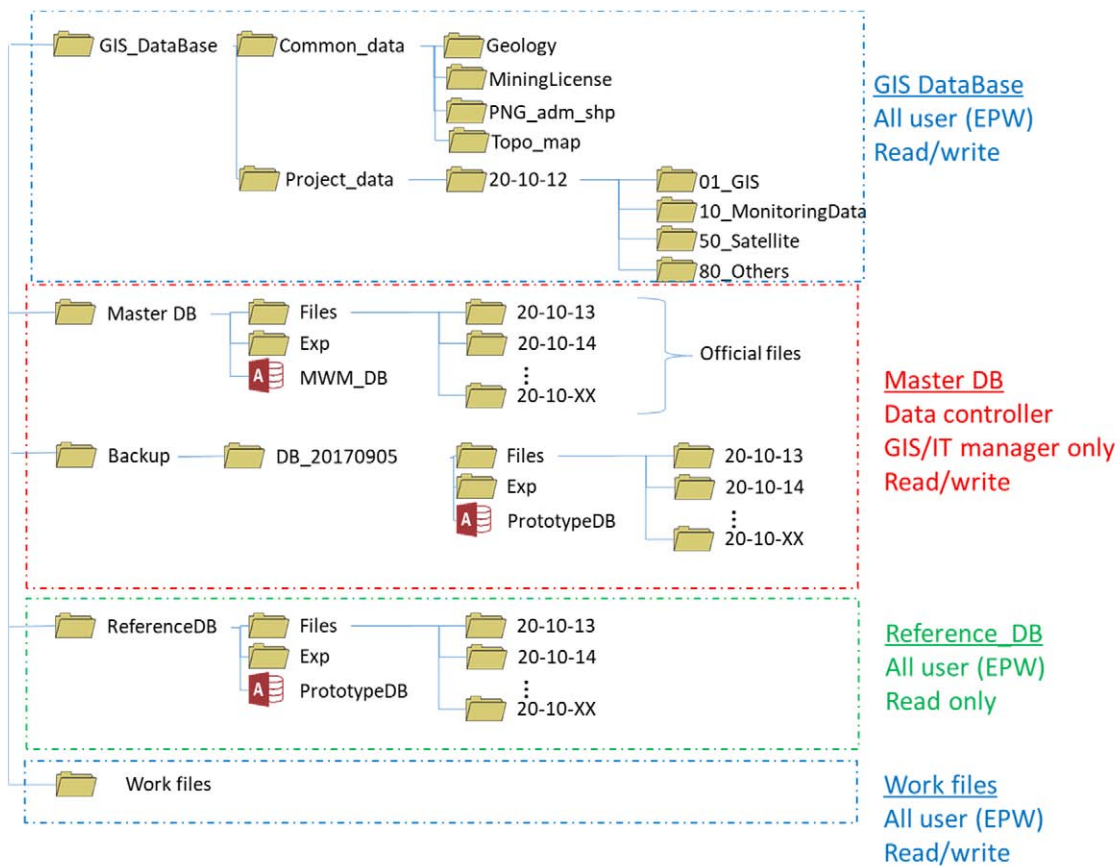 GIS_DataBase
Common_data
Geology
MiningLicense
PNG_adm_shp
Topo_map
Project_data
20-10-12
01_GIS
10_MonitoringData
50_Satellite
80_Others
GIS DataBase
All user (EPW)
Read/write
Master DB
Files
20-10-13
Exp
20-10-14
A MWM_DB
20-10-XX
Official files
Backup
DB_20170905
Files
20-10-13
Exp
20-10-14
A PrototypeDB
20-10-XX
Master DB
Data controller
GIS/IT manager only
Read/write
ReferenceDB
Files
20-10-13
Exp
20-10-14
A PrototypeDB
20-10-XX
Reference_DB
All user (EPW)
Read only
Work files
Work files
All user (EPW)
Read/write